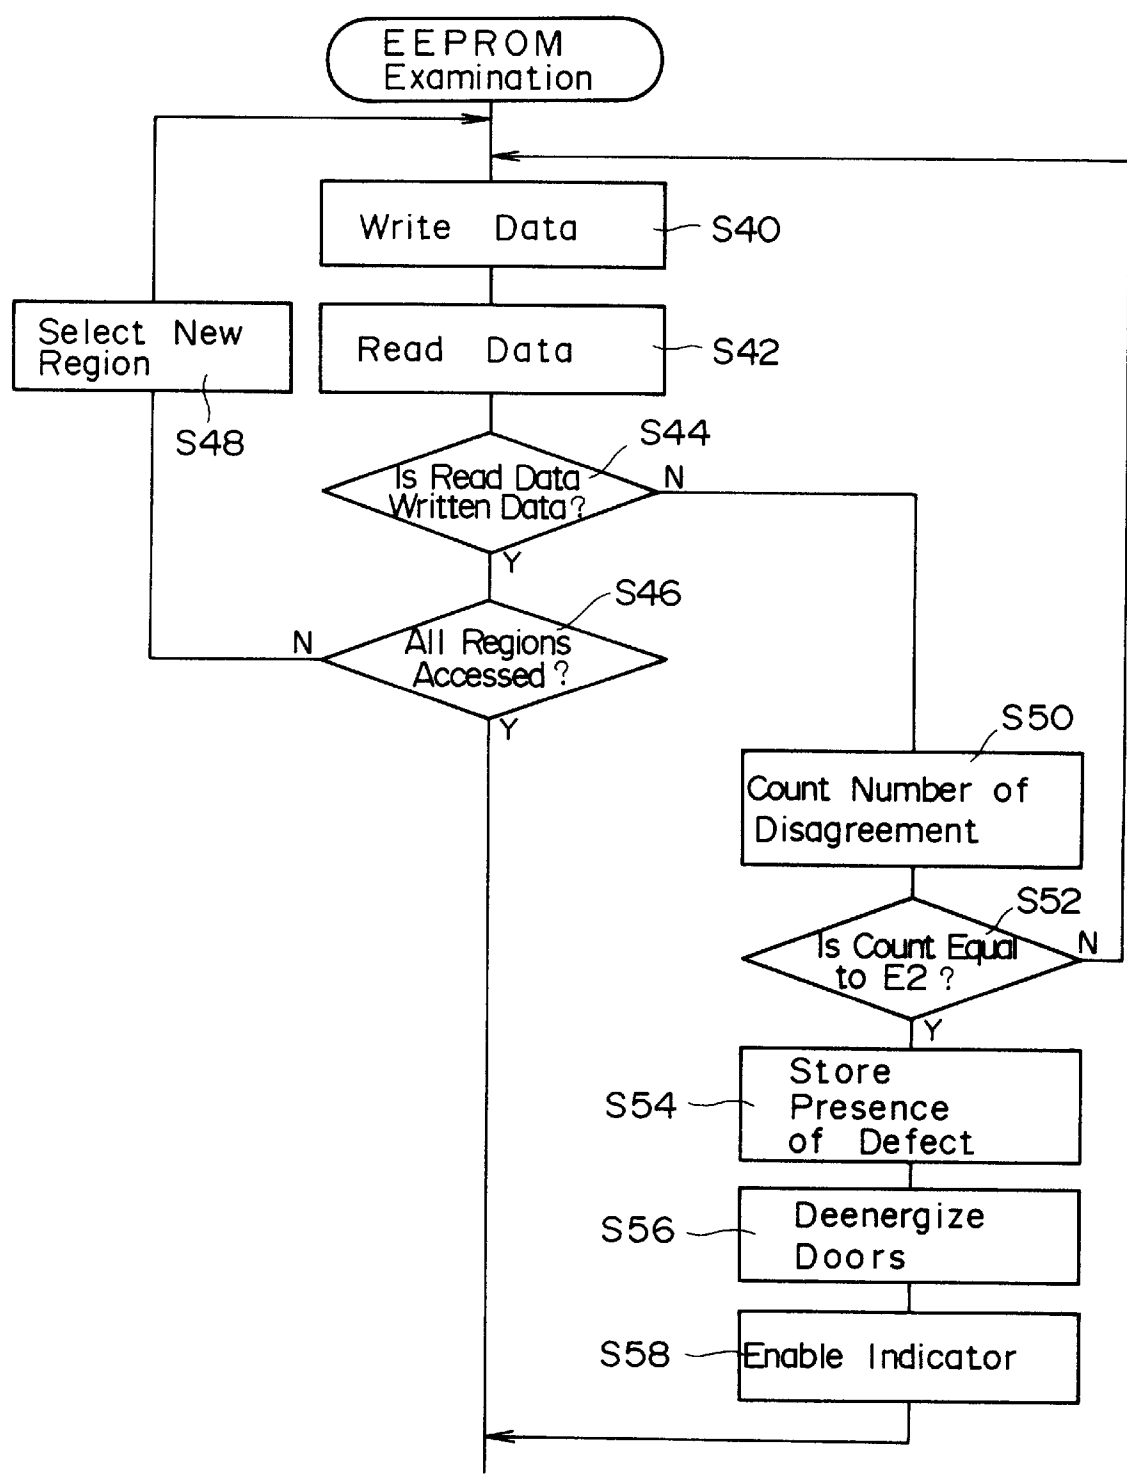 EEPROM
Examination
Write Data
S40
Select New
Region
S48
Read Data
S42
S44
Is Read Data
Written Data?
N
Y
S46
All Regions
Accessed?
N
Y
S50
Count Number of
Disagreement
S52
Is Count Equal
to E2?
N
Y
S54
Store
Presence
of Defect
S56
Deenergize
Doors
S58
Enable Indicator